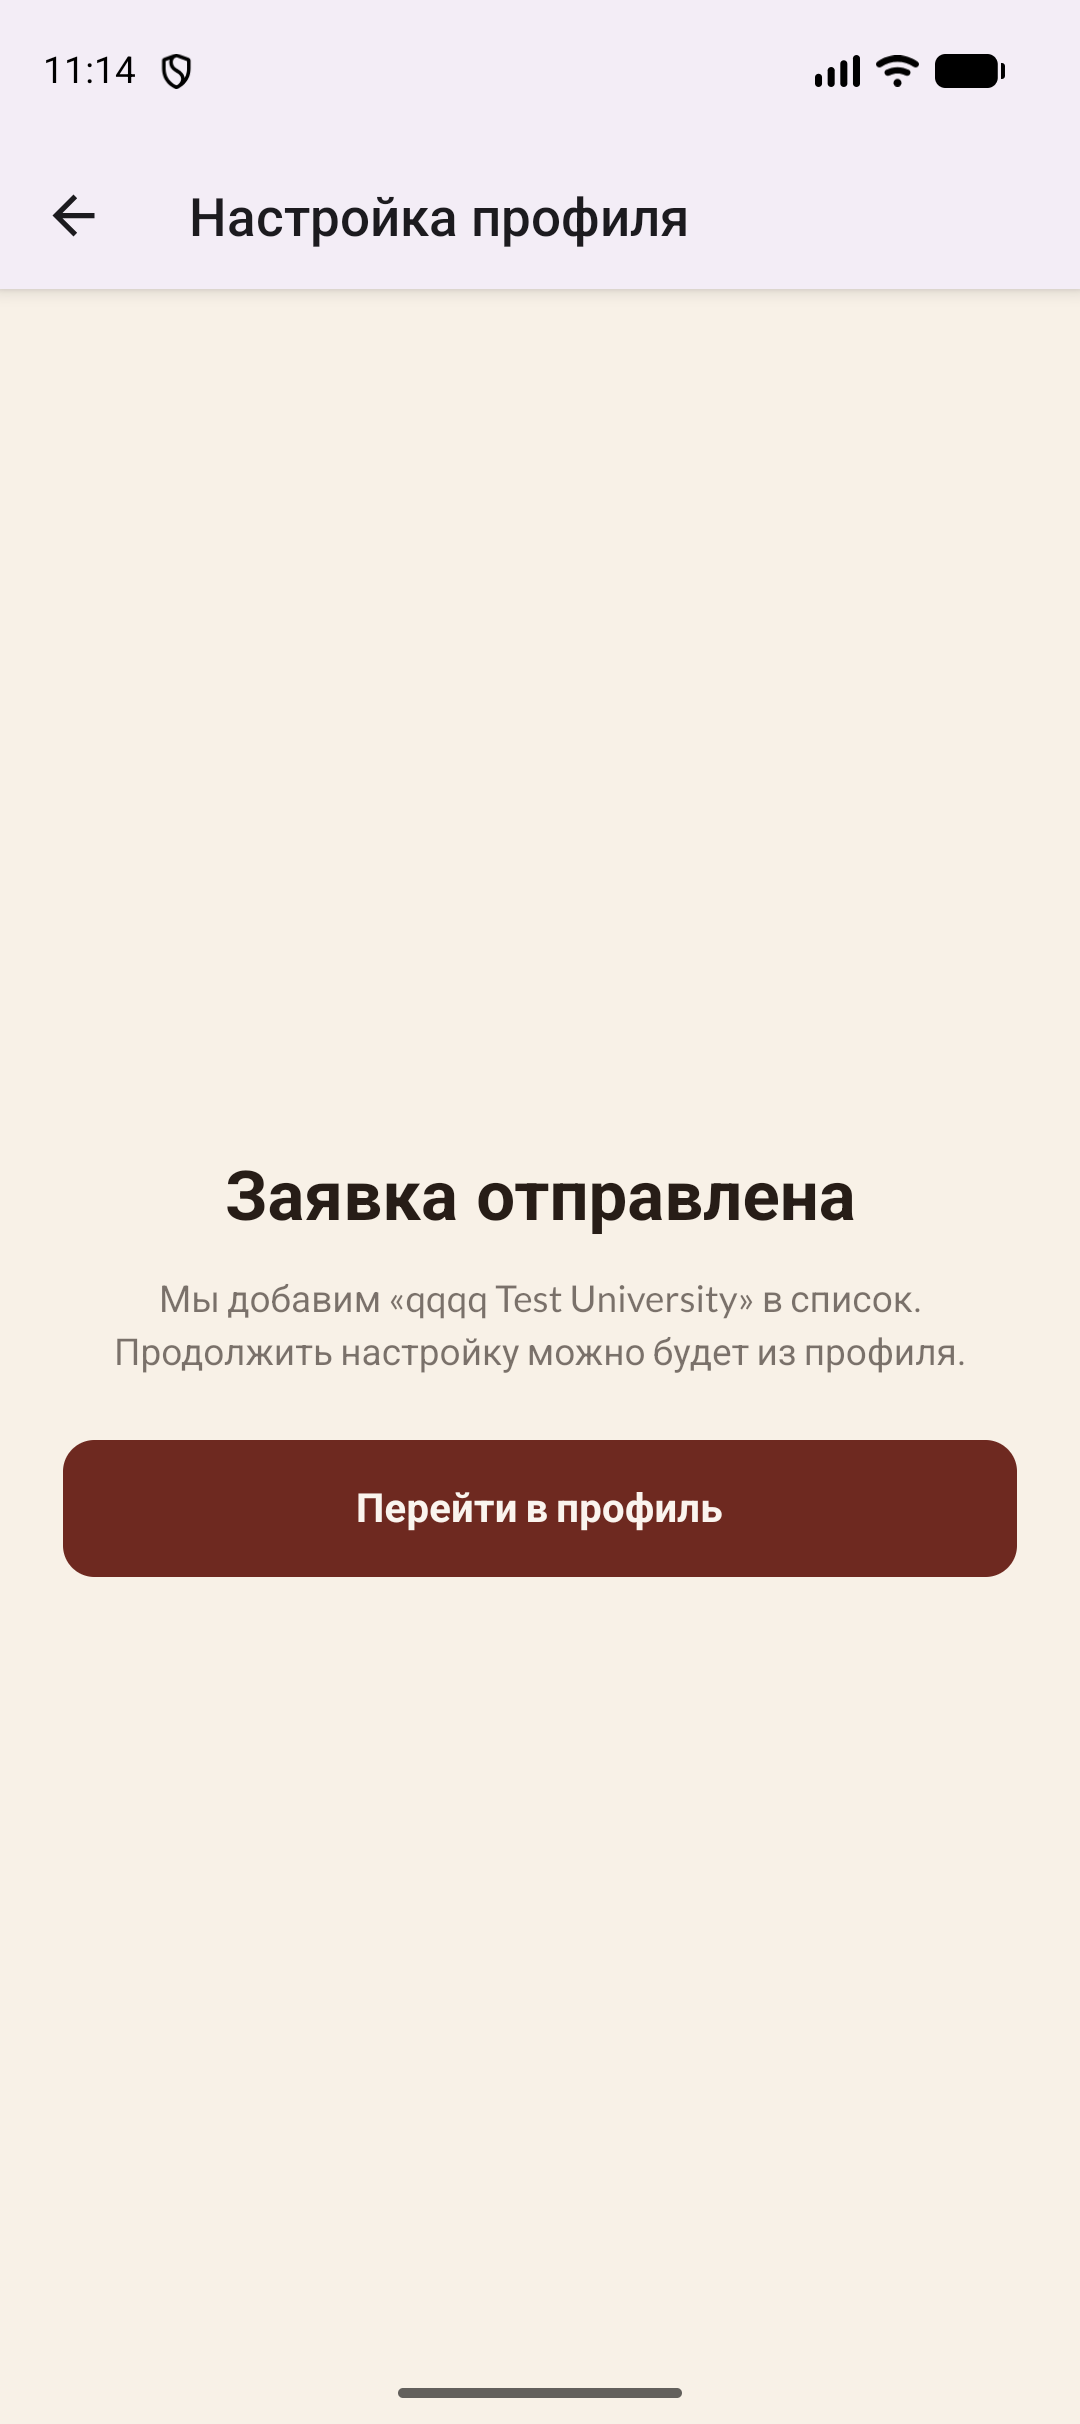 11:14
Настройка профиля
Заявка отправлена
Мы добавим «qqqq Test University» в список.
Продолжить настройку можно будет из профиля.
Перейти в профиль